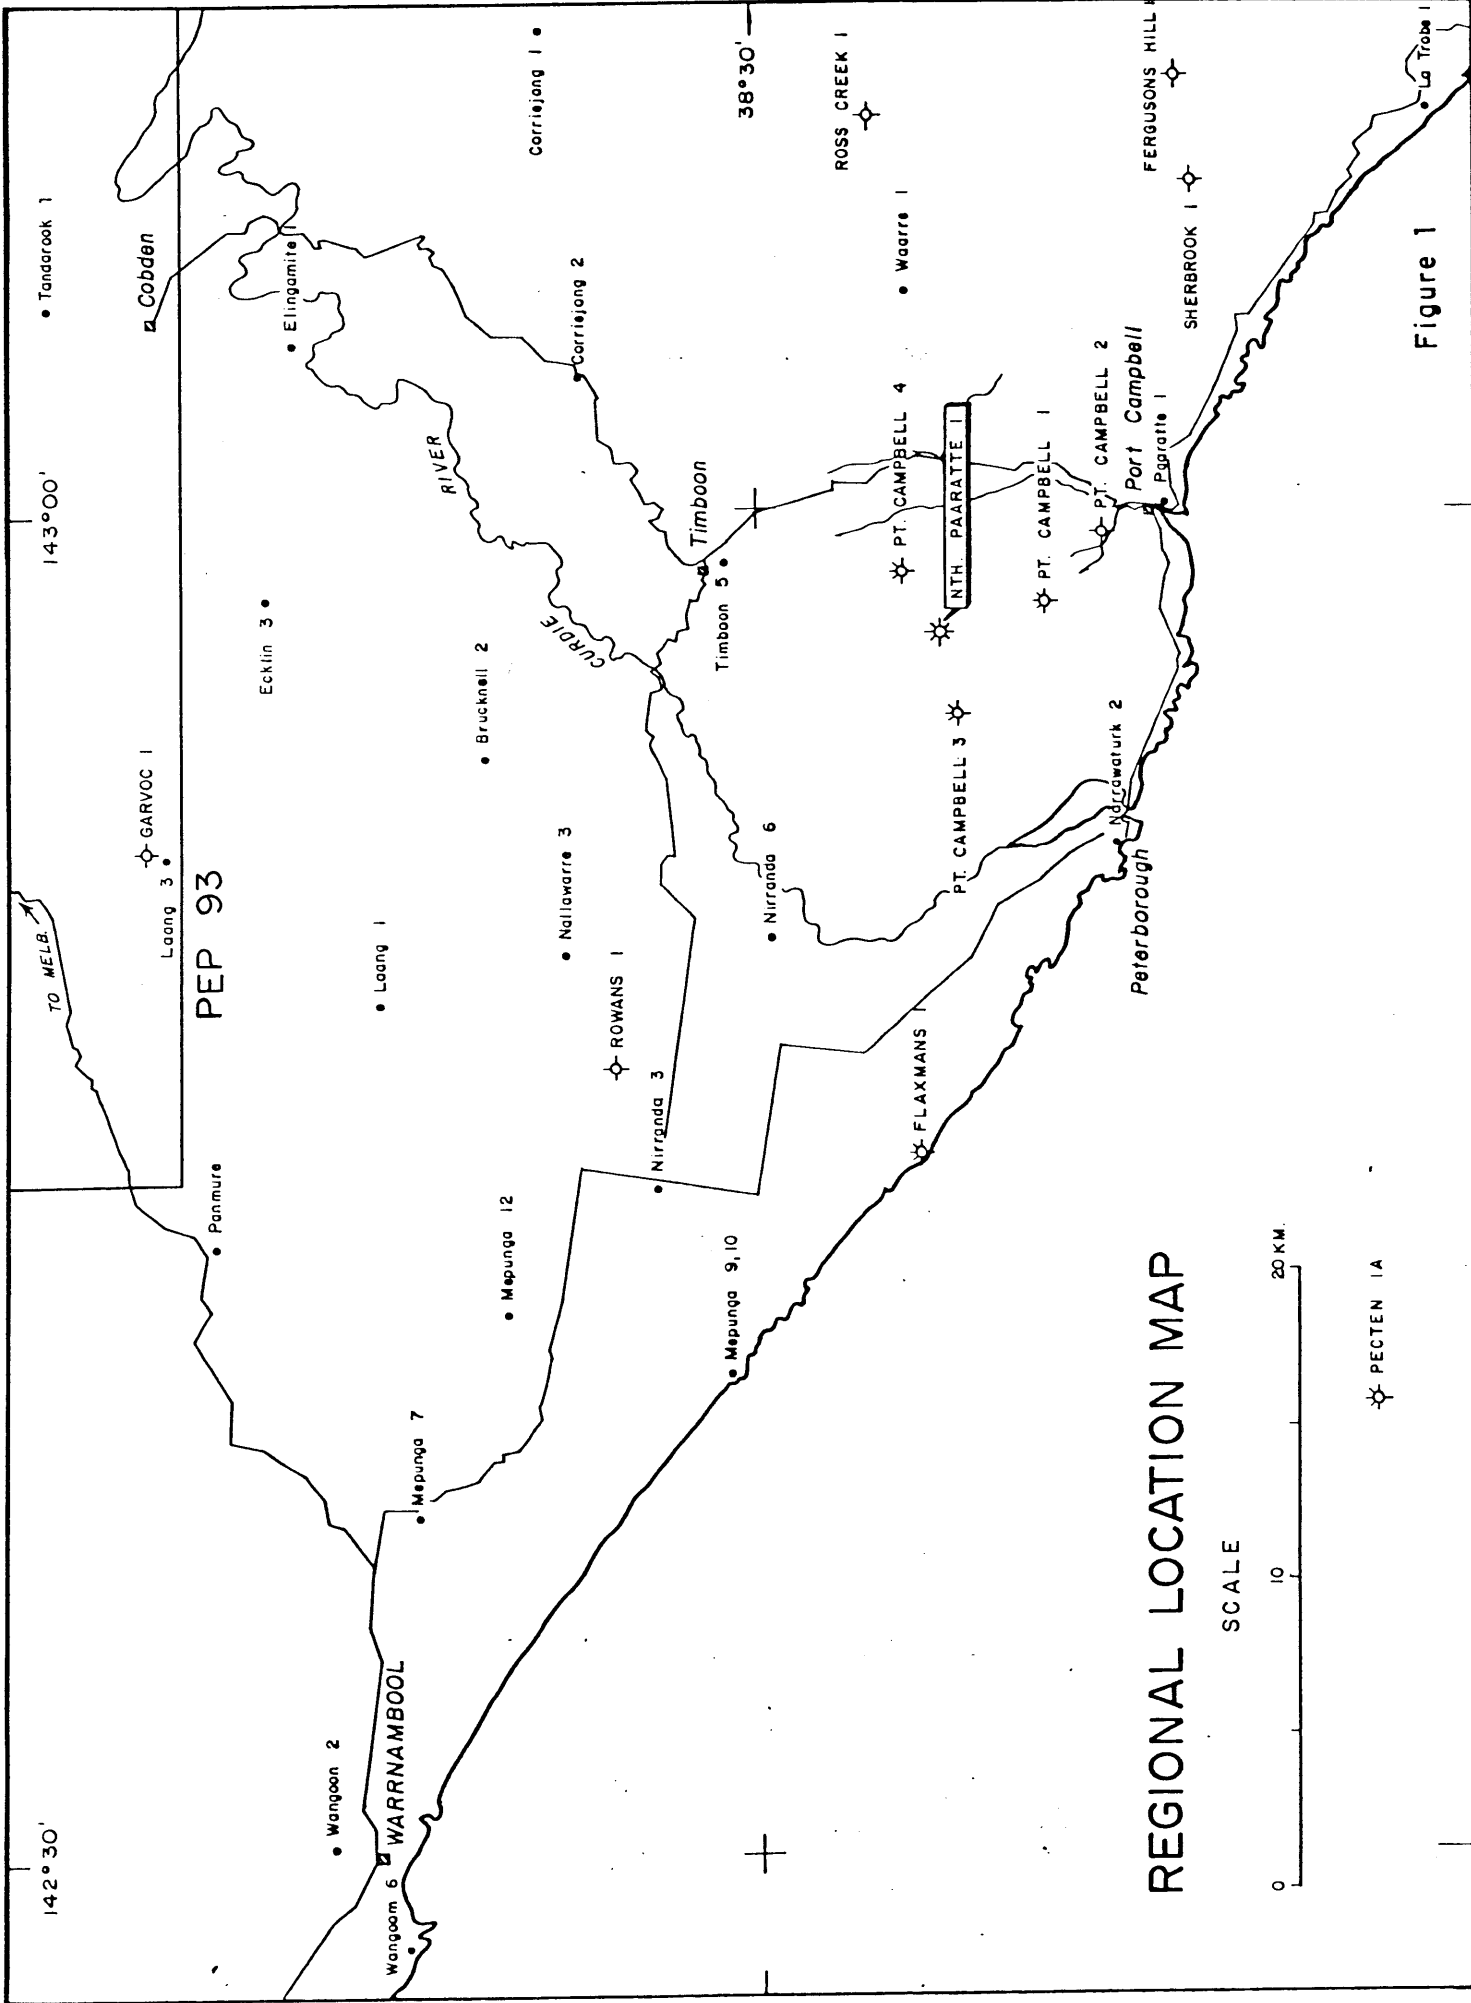 142°30'
143°00'
TO MELB.
Tandarook 1
Cobden
GARVOC 1
Laang 3
PEP 93
Panmure
Elingamite 1
Ecklin 3
Laang 1
Wangoon 2
WARRNAMBOOL
Wangoom 6
Mepunga 7
RIVER
CURDIE
Brucknell 2
Mepunga 12
Corriejong 1
Corriejong 2
Nallawarre 3
ROWANS 1
Nirranda 3
Timboon
Timboon 5
38°30'
Mepunga 9,10
Nirranda 6
ROSS CREEK 1
Waarre 1
PT. CAMPBELL 4
FLAXMANS 1
NTH. PAARATTE 1
PT. CAMPBELL 3
PT. CAMPBELL 1
PT. CAMPBELL 2
Port Campbell
Paaratte 1
Narrawaturk 2
Peterborough
FERGUSONS HILL
SHERBROOK 1
La Trobe 1
REGIONAL LOCATION MAP
SCALE
0 10 20 KM.
PECTEN 1A
Figure 1